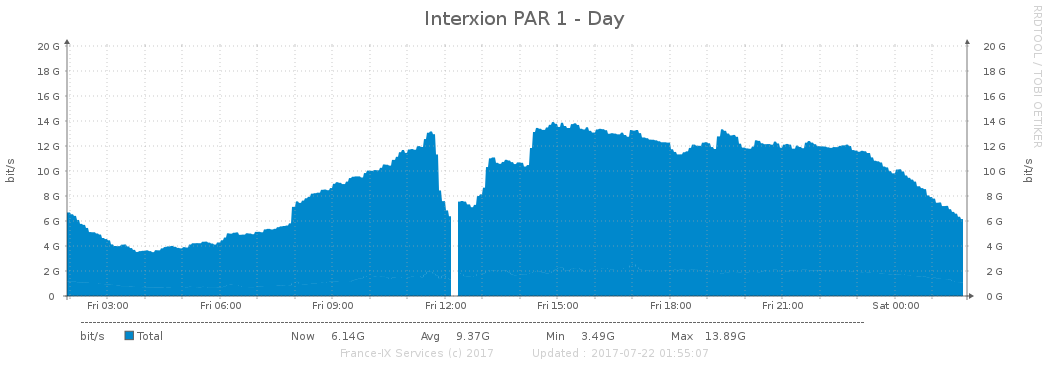 Interxion PAR 1 - Day
RRDTOOL / TOBI OETIKER
bit/s
20 G 20 G
18 G 18 G
16 G 16 G
14 G 14 G
12 G 12 G
10 G 10 G
8 G 8 G
6 G 6 G
4 G 4 G
2 G 2 G
0 0 G
bit/s
Fri 03:00 Fri 06:00 Fri 09:00 Fri 12:00 Fri 15:00 Fri 18:00 Fri 21:00 Sat 00:00
bit/s Total Now 6.14G Avg 9.37G Min 3.49G Max 13.89G
France-IX Services (c) 2017 Updated : 2017-07-22 01:55:07